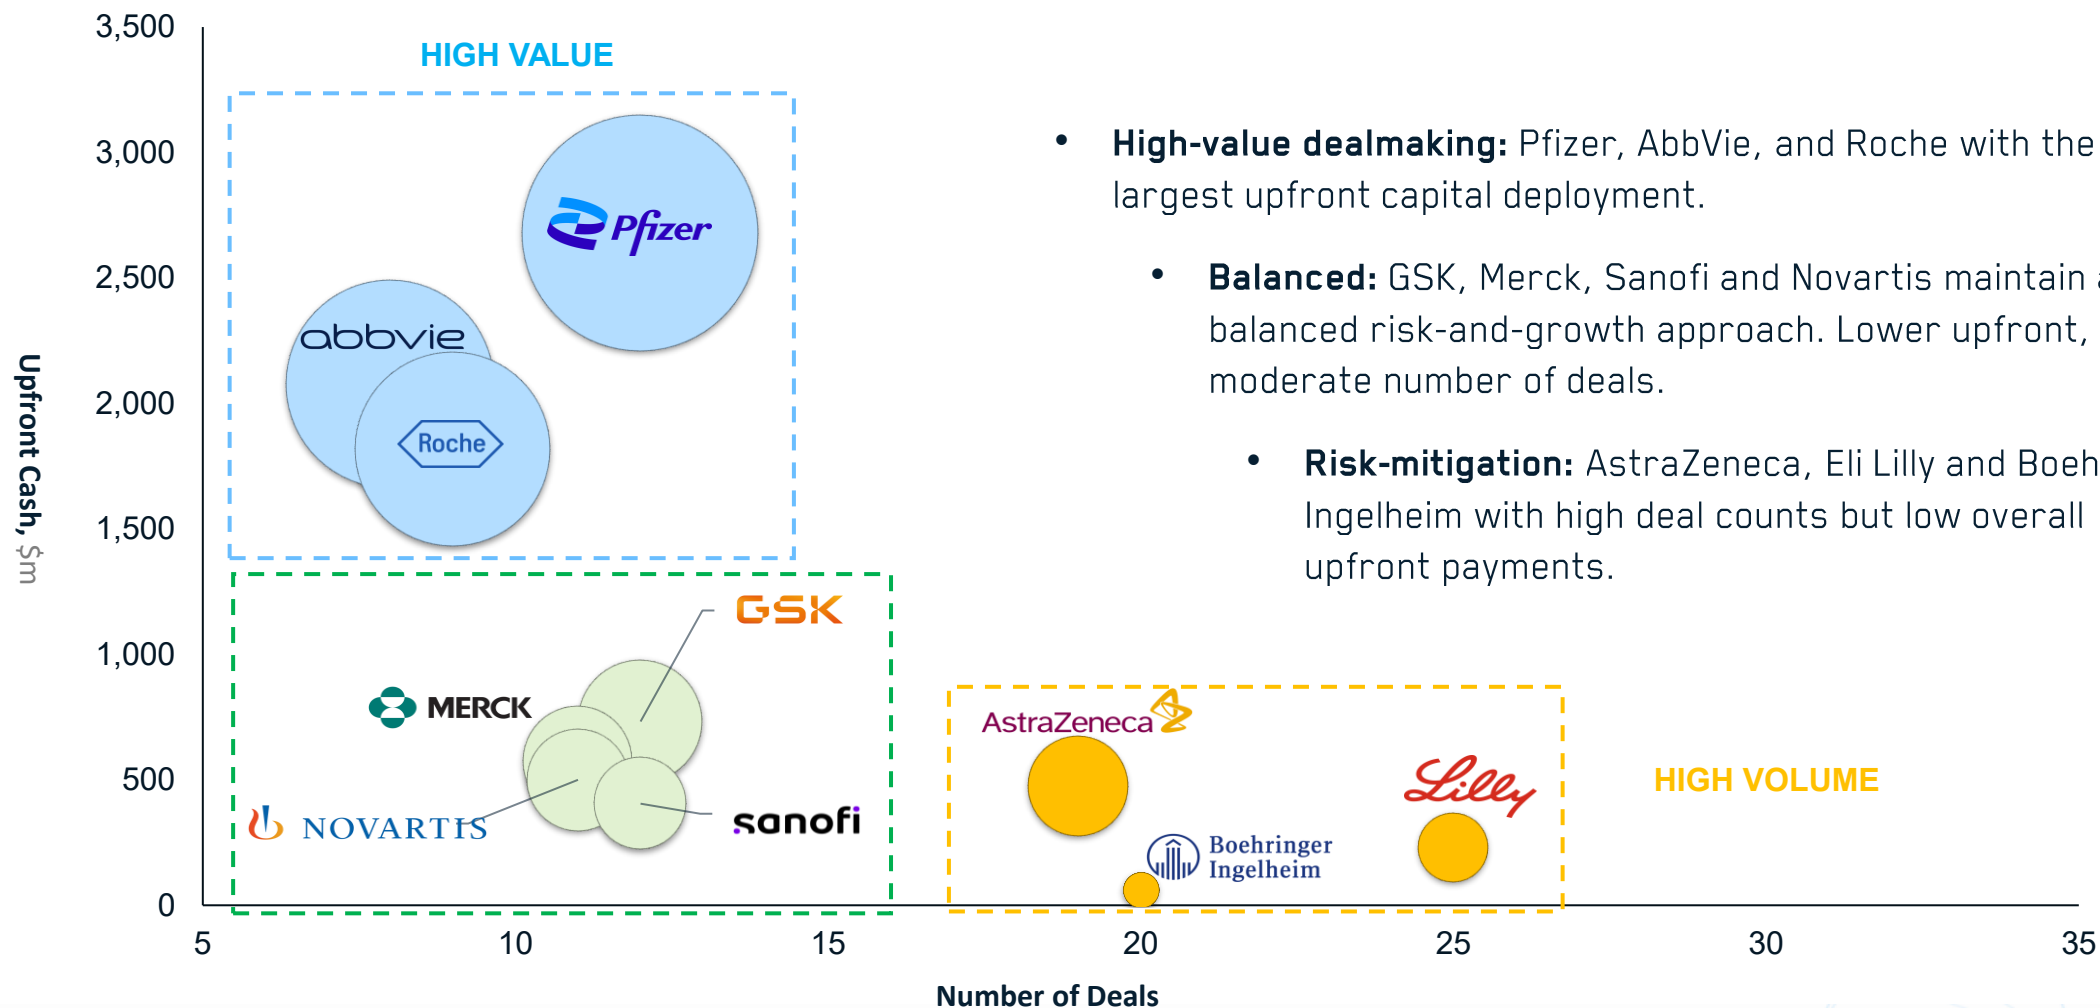 3,500
HIGH VALUE
3,000
2,500
2,000
1,500
1,000
500
0
Upfront Cash, $m
Pfizer
abbvie
Roche
GSK
MERCK
NOVARTIS
sanofi
AstraZeneca
Lilly
Boehringer
Ingelheim
HIGH VOLUME
• High-value dealmaking: Pfizer, AbbVie, and Roche with the
largest upfront capital deployment.
• Balanced: GSK, Merck, Sanofi and Novartis maintain
balanced risk-and-growth approach. Lower upfront,
moderate number of deals.
• Risk-mitigation: AstraZeneca, Eli Lilly and Boeh
Ingelheim with high deal counts but low overall
upfront payments.
5 10 15 20 25 30 35
Number of Deals